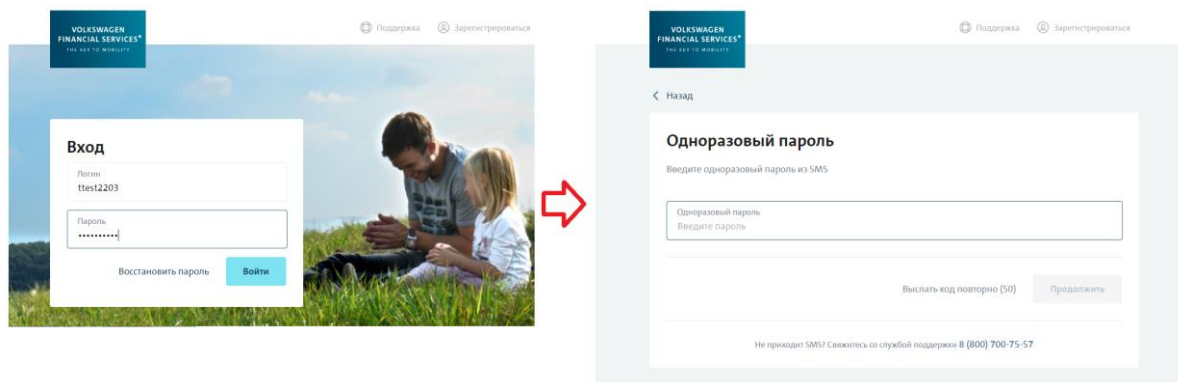 VOLKSWAGEN
FINANCIAL SERVICES*
THE KEY TO MOBILITY
Поддержка
Зарегистрироваться
Вход
Логин
ttest2203
Пароль
••••••••••
Восстановить пароль
Войти
VOLKSWAGEN
FINANCIAL SERVICES*
THE KEY TO MOBILITY
Поддержка
Зарегистрироваться
Назад
Одноразовый пароль
Введите одноразовый пароль из SMS
Одноразовый пароль
Введите пароль
Выслать код повторно (50)
Продолжить
Не приходит SMS? Свяжитесь со службой поддержки 8 (800) 700-75-57